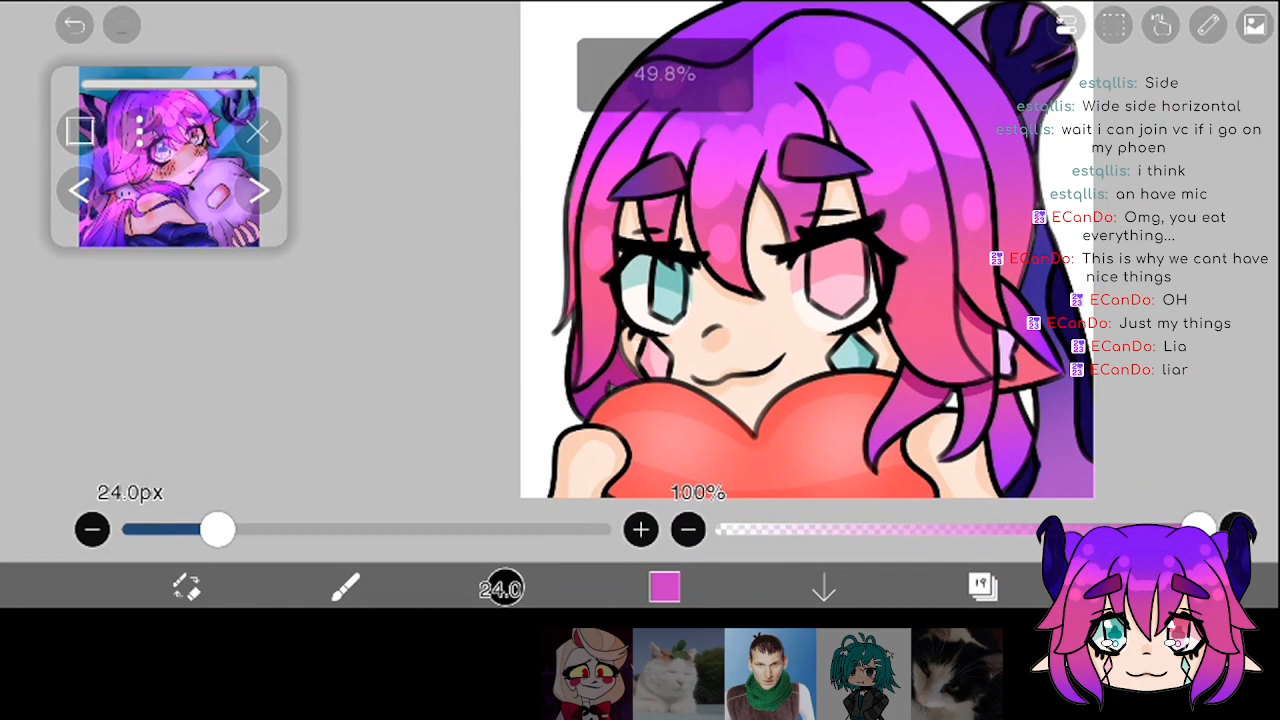 49.8%
estqllis: Side
estqllis: Wide side horizontal
estqllis: wait i can joinvc if i go on
my phoen
estqllis: i think
estqllis: an have mic
ECanDo: Omg, you eat
everything...
ECanDo: This is why we cant have
nice things
ECanDo: OH
ECanDo: Just my things
ECanDo: Lia
ECanDo: liar
24.0px
100%
24.0
19